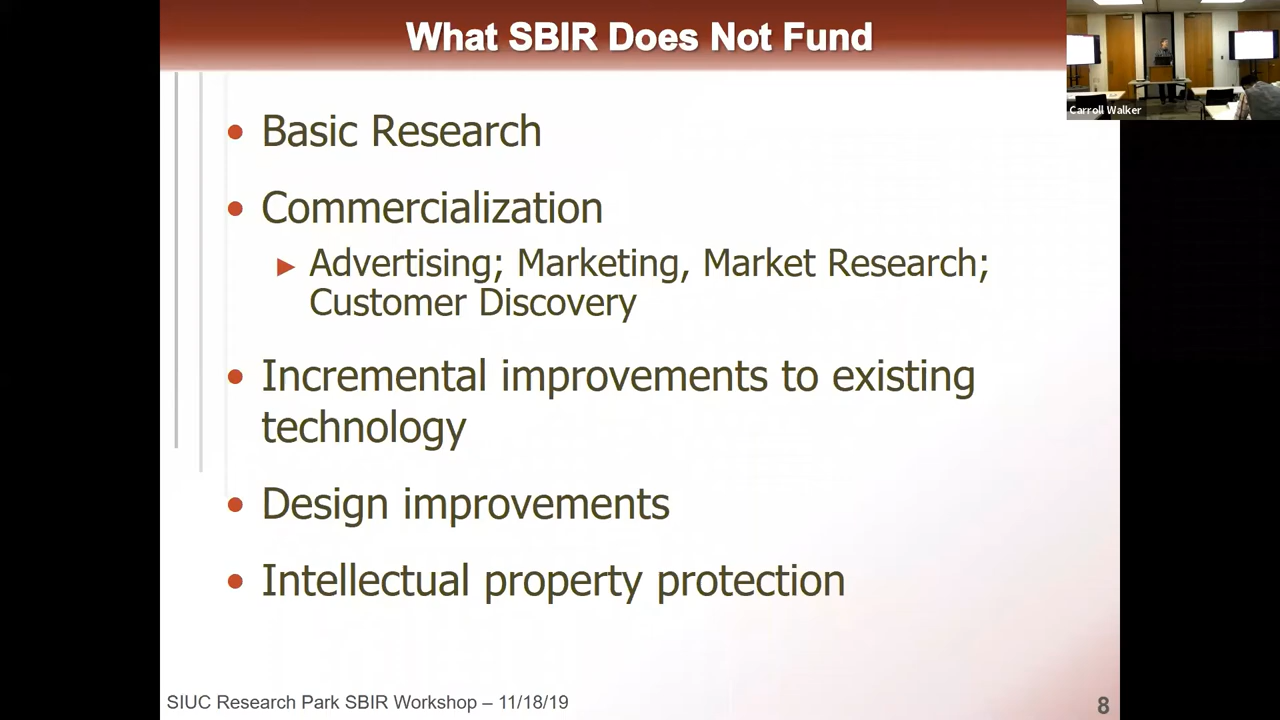 What SBIR Does Not Fund
Carroll Walker
• Basic Research
• Commercialization
► Advertising; Marketing, Market Research;
Customer Discovery
• Incremental improvements to existing
technology
• Design improvements
• Intellectual property protection
SIUC Research Park SBIR Workshop – 11/18/19
8